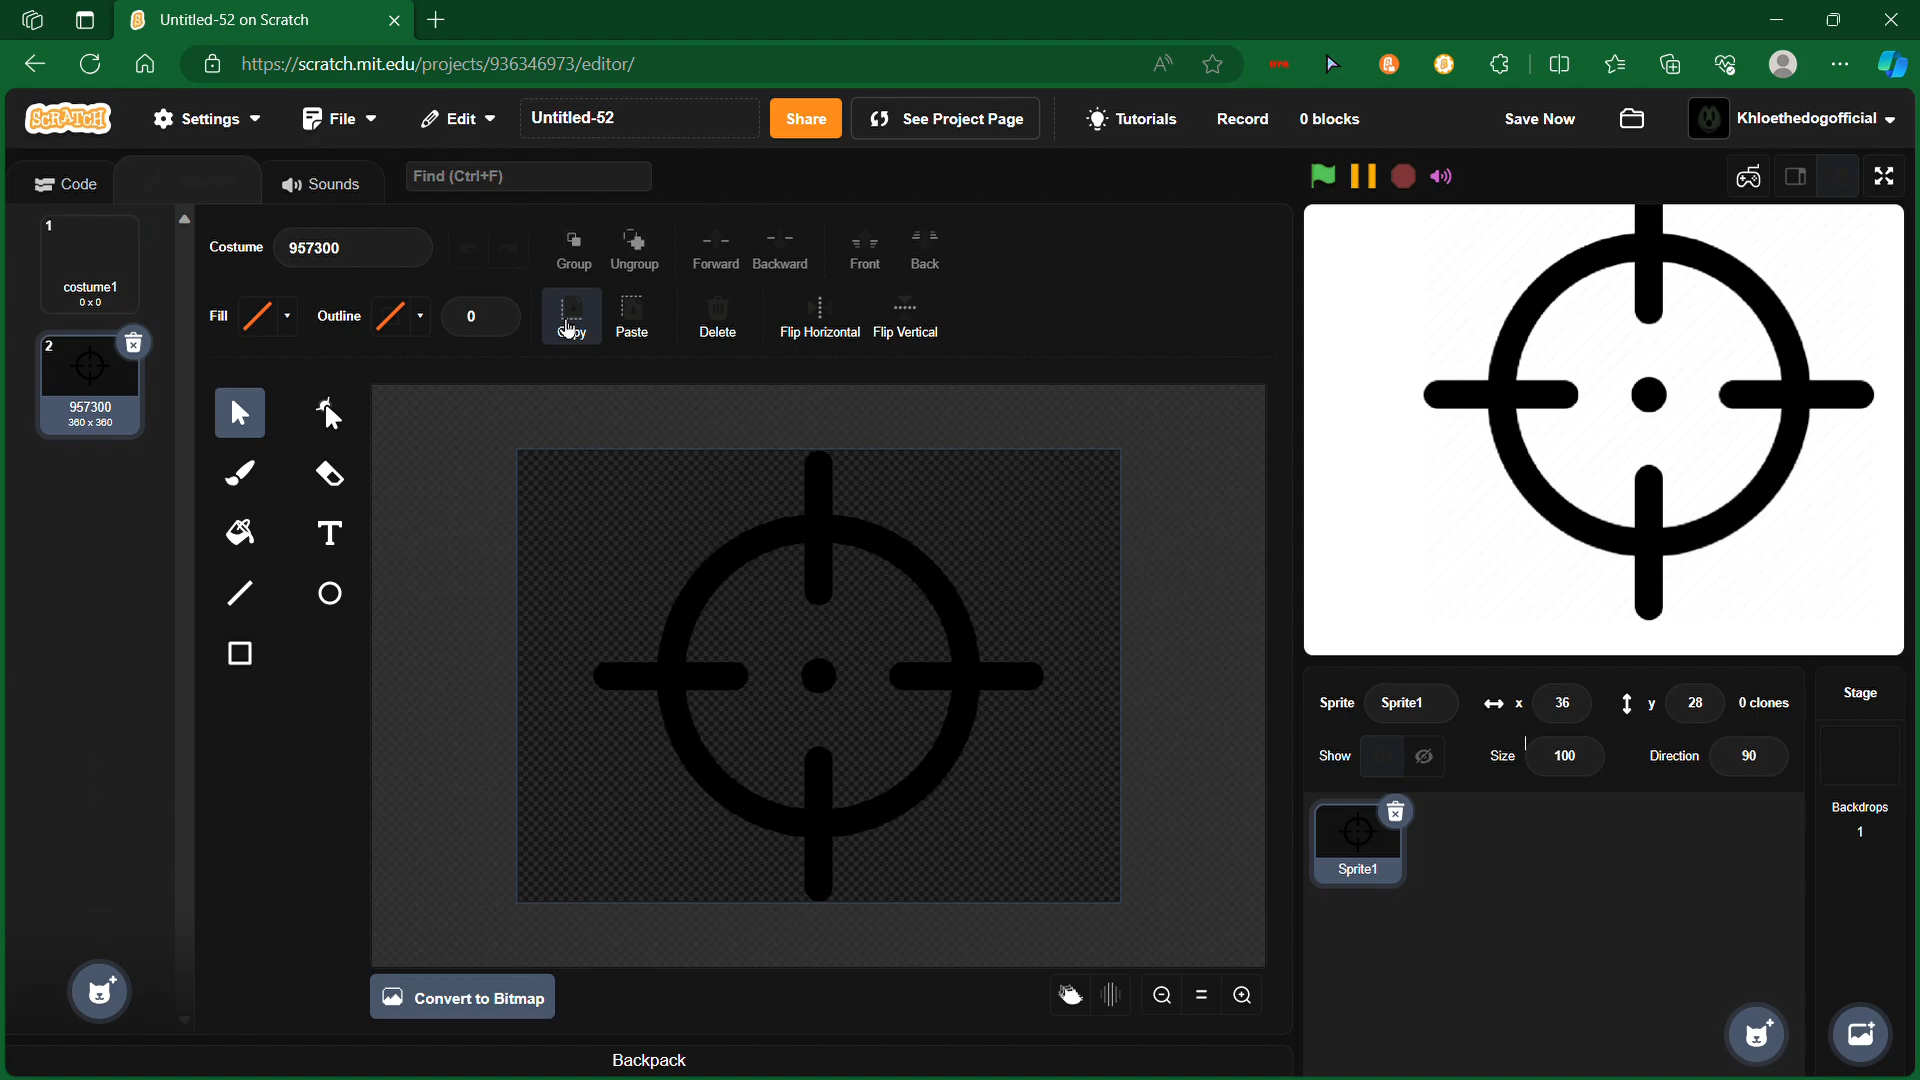 Untitled-52 on Scratch
https://scratch.mit.edu/projects/936346973/editor/
SCRATCH Settings File Edit Untitled-52 Share See Project Page Tutorials Record 0 blocks Save Now Khloethedogofficial
Code Sounds Find (Ctrl+F)
1
costume1
0 x 0
2
957300
360 x 360
Costume 957300 Group Ungroup Forward Backward Front Back
Fill Outline 0 Copy Paste Delete Flip Horizontal Flip Vertical
T
Convert to Bitmap
Backpack
Sprite Sprite1 x 36 y 28 0 clones
Show Size 100 Direction 90
Sprite1
Stage
Backdrops
1